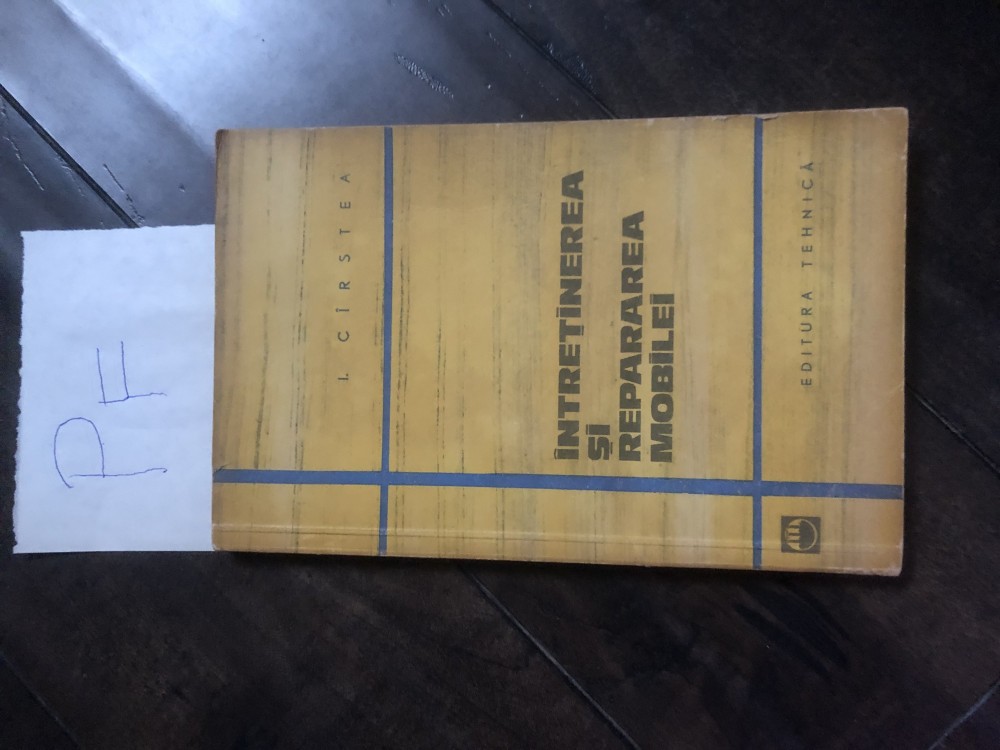 PF
I. CÎRSTEA
ÎNTREȚINEREA
ȘI
REPARAREA
MOBILEI
EDITURA TEHNICĂ